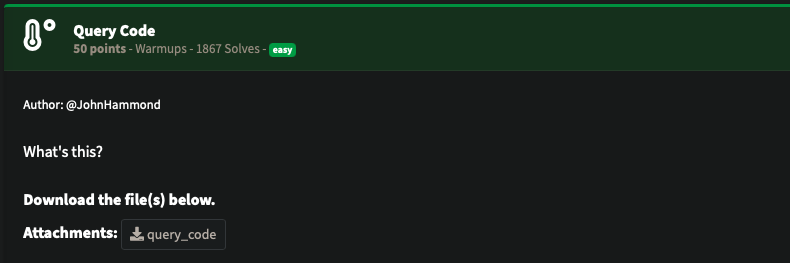 Query Code
50 points - Warmups - 1867 Solves - easy
Author: @JohnHammond
What's this?
Download the file(s) below.
Attachments: query_code